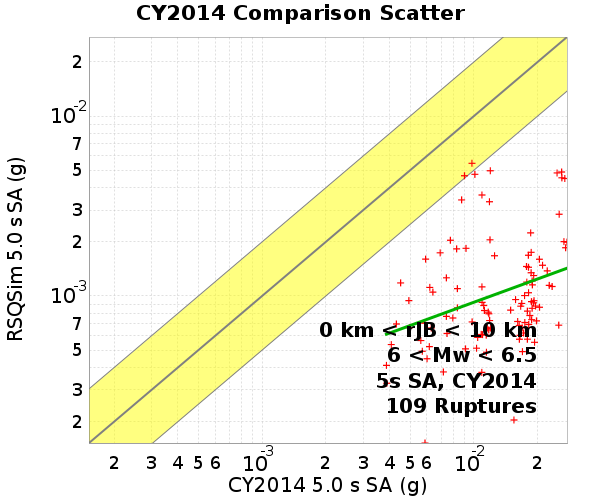 CY2014 Comparison Scatter
RSQSim 5.0 s SA (g)
2
10-2
7
5
3
2
10-3
7
5
3
2
0 km < rJB < 10 km
6 < Mw < 6.5
5s SA, CY2014
109 Ruptures
2 3 4 5 6 10-3 2 3 4 5 6 10-2 2
CY2014 5.0 s SA (g)